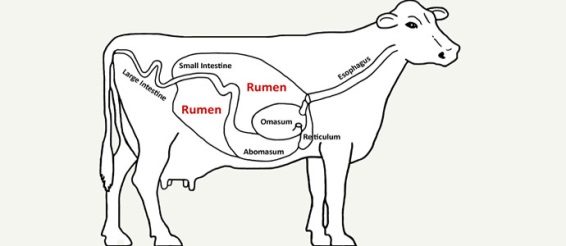 Small Intestine
Esophagus
Large Intestine
Rumen
Rumen
Omasum
Reticulum
Abomasum